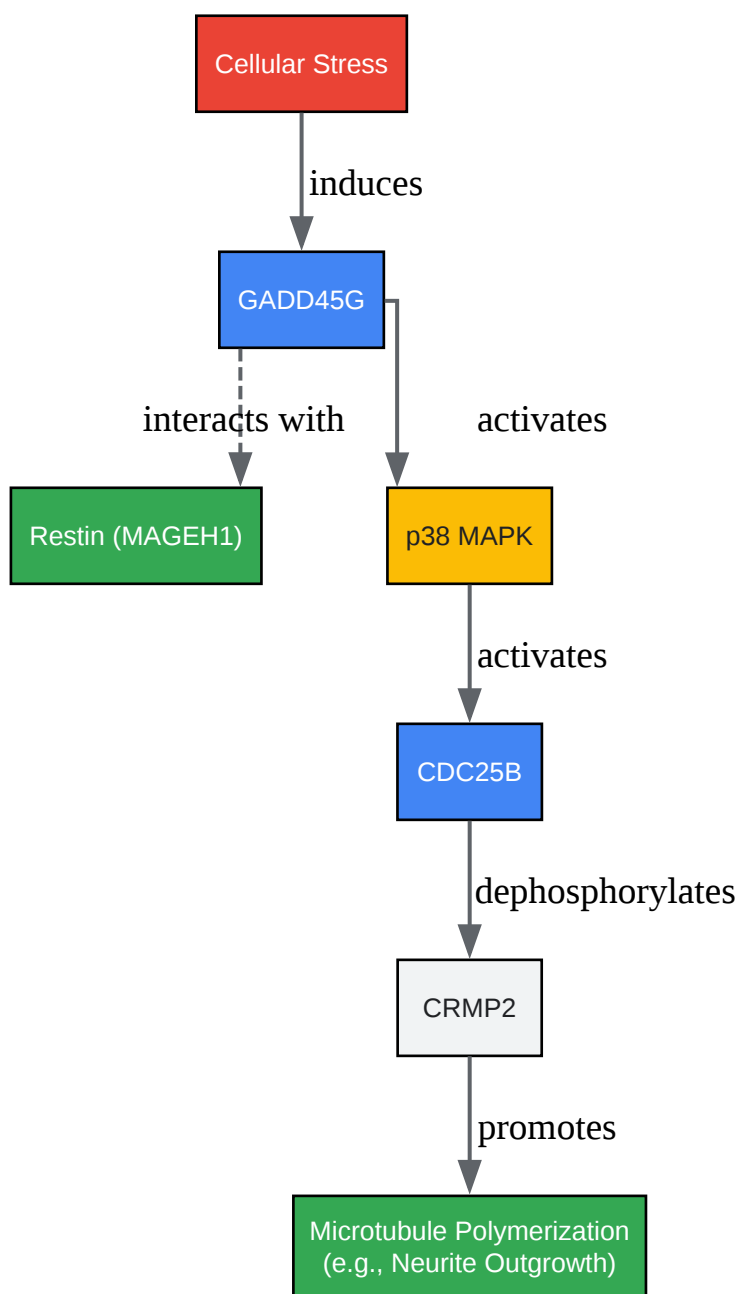 Cellular Stress
induces
GADD45G
interacts with
activates
Restin (MAGEH1)
p38 MAPK
activates
CDC25B
dephosphorylates
CRMP2
promotes
Microtubule Polymerization
(e.g., Neurite Outgrowth)